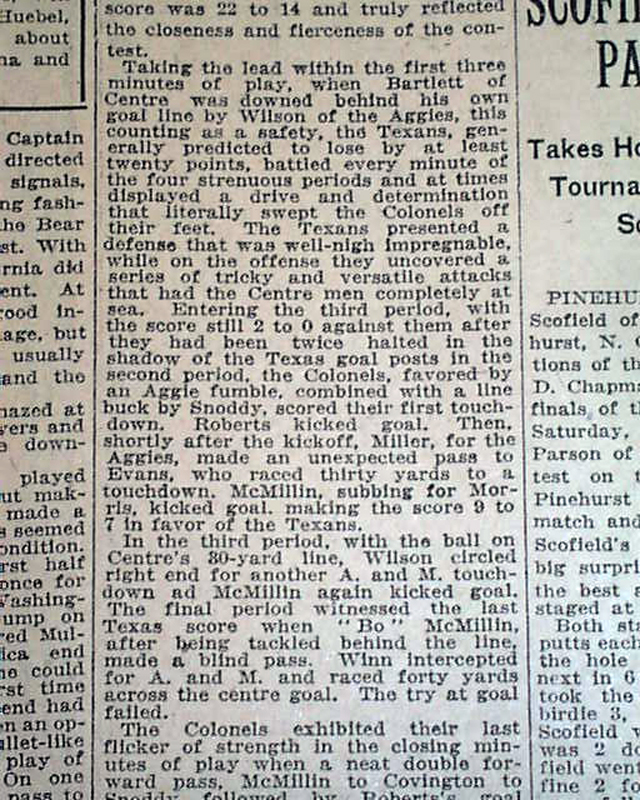 Huebel,
about
na and
Captain
directed
signals,
ng fash-
the Bear
st. With
rnia did
ent. At
rood in-
age, but
usually
and the
nazed at
yers and
e down-
played
ut mak-
made a
s seemed
ondition.
rst half
once for
Washing-
ump on
red Mul-
ica end
he could
rst time
end had
n an op-
ullet-like
play of
On one
pass to
score was 22 to 14 and truly reflected
the closeness and fierceness of the con-
test.
Taking the lead within the first three
minutes of play, when Bartlett of
Centre was downed behind his own
goal line by Wilson of the Aggies, this
counting as a safety, the Texans, gen-
erally predicted to lose by at least
twenty points, battled every minute of
the four strenuous periods and at times
displayed a drive and determination
that literally swept the Colonels off
their feet. The Texans presented a
defense that was well-nigh impregnable,
while on the offense they uncovered a
series of tricky and versatile attacks
that had the Centre men completely at
sea. Entering the third period, with
the score still 2 to 0 against them after
they had been twice halted in the
shadow of the Texas goal posts in the
second period, the Colonels, favored by
an Aggie fumble, combined with a line
buck by Snoddy, scored their first touch-
down. Roberts kicked goal. Then,
shortly after the kickoff, Miller, for the
Aggies, made an unexpected pass to
Evans, who raced thirty yards to a
touchdown. McMillin, subbing for Mor-
ris, kicked goal. making the score 9 to
7 in favor of the Texans.
In the third period, with the ball on
Centre's 30-yard line, Wilson circled
right end for another A. and M. touch-
down ad McMillin again kicked goal.
The final period witnessed the last
Texas score when "Bo" McMillin,
after being tackled behind the line,
made a blind pass. Winn intercepted
for A. and M. and raced forty yards
across the centre goal. The try at goal
failed.
The Colonels exhibited their last
flicker of strength in the closing min-
utes of play when a neat double for-
ward pass, McMillin to Covington to
Snoddy, followed by Roberts's goal
SCOFI
PA
Takes Ho
Tourna
Sc
PINEHU
Scofield of
hurst, N. C
tions of th
D. Chapm
finals of t
Saturday,
Parson of
test on t
Pinehurst
match and
Scofield's
big surpri
the best a
staged at
Both sta
putts each
the hole
next in 6
took the
birdie 3,
Scofield v
was 2 do
field went
fine 2 fo